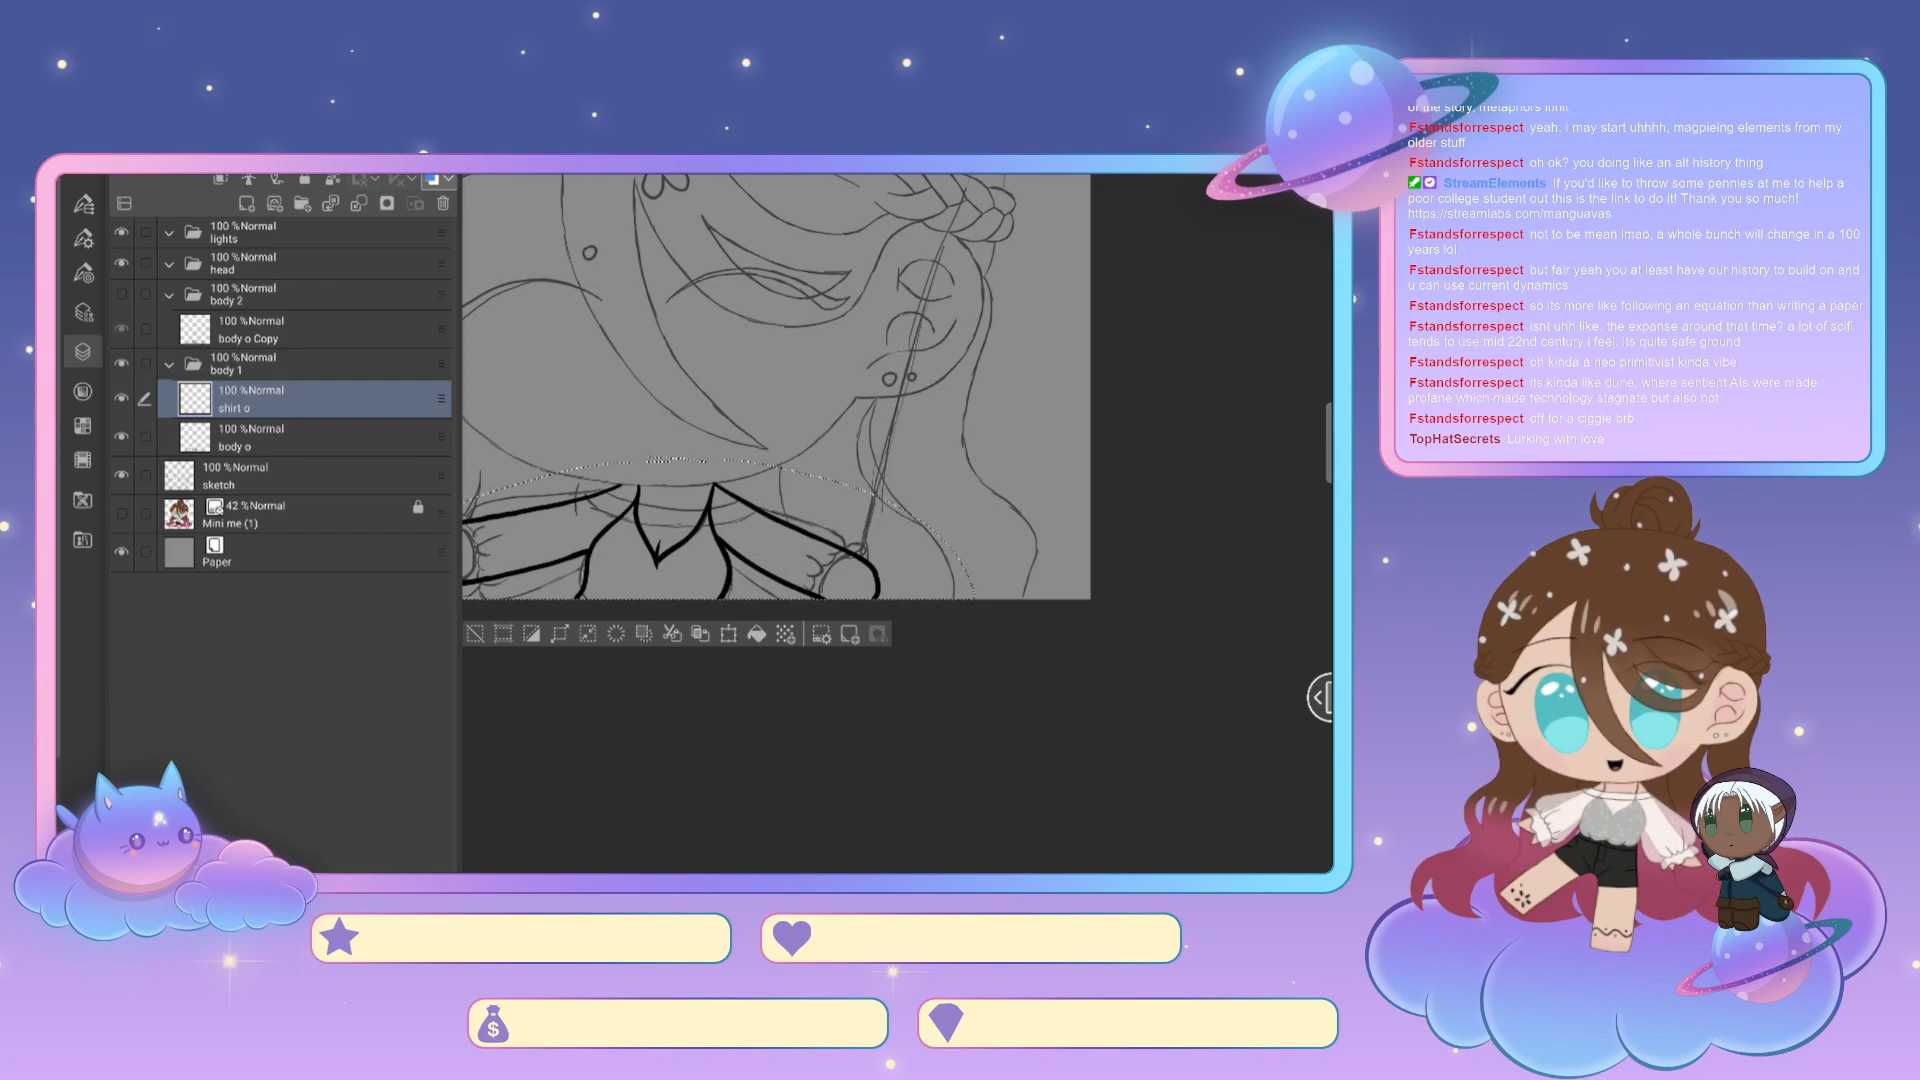 100 %Normal
lights
100 %Normal
head
100 %Normal
body 2
100 %Normal
body o Copy
100 %Normal
body 1
100 %Normal
shirt o
100 %Normal
body o
100 %Normal
sketch
42 %Normal
Mini me (1)
Paper
of the story, metaphors innit
Fstandsforrespect yeah, i may start uhhhh, magpieing elements from my
older stuff
Fstandsforrespect oh ok? you doing like an alt history thing
StreamElements If you'd like to throw some pennies at me to help a
poor college student out this is the link to do it! Thank you so much!
https://streamlabs.com/manguavas
Fstandsforrespect not to be mean lmao, a whole bunch will change in a 100
years lol
Fstandsforrespect but fair yeah you at least have our history to build on and
u can use current dynamics
Fstandsforrespect so its more like following an equation than writing a paper
Fstandsforrespect isnt uhh like, the expanse around that time? a lot of scifi
tends to use mid 22nd century i feel, its quite safe ground
Fstandsforrespect oh kinda a neo primitivist kinda vibe
Fstandsforrespect its kinda like dune, where sentient AIs were made
profane which made technology stagnate but also not
Fstandsforrespect off for a ciggie brb
TopHatSecrets Lurking with love
$